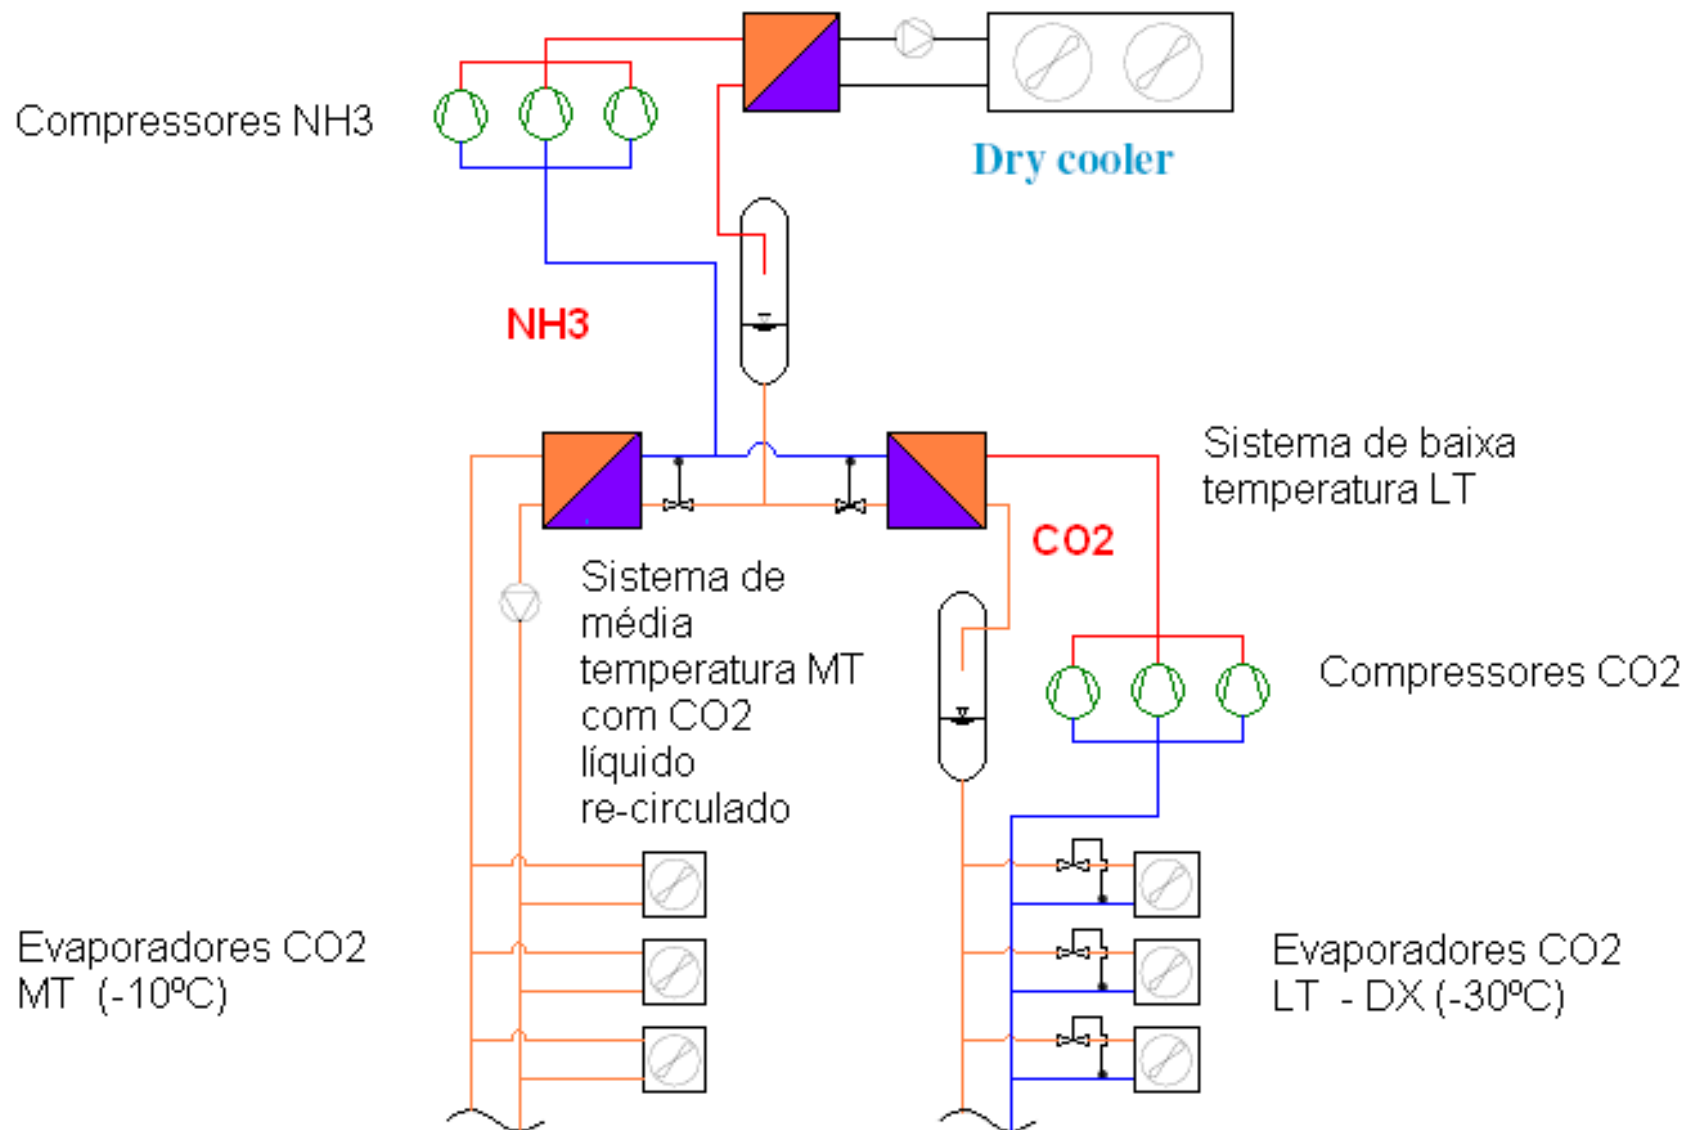 Compressores NH3
Dry cooler
NH3
Sistema de baixa
temperatura LT
CO2
Sistema de
média
temperatura MT
com CO2
líquido
re-circulado
Compressores CO2
Evaporadores CO2
MT (-10ºC)
Evaporadores CO2
LT - DX (-30ºC)